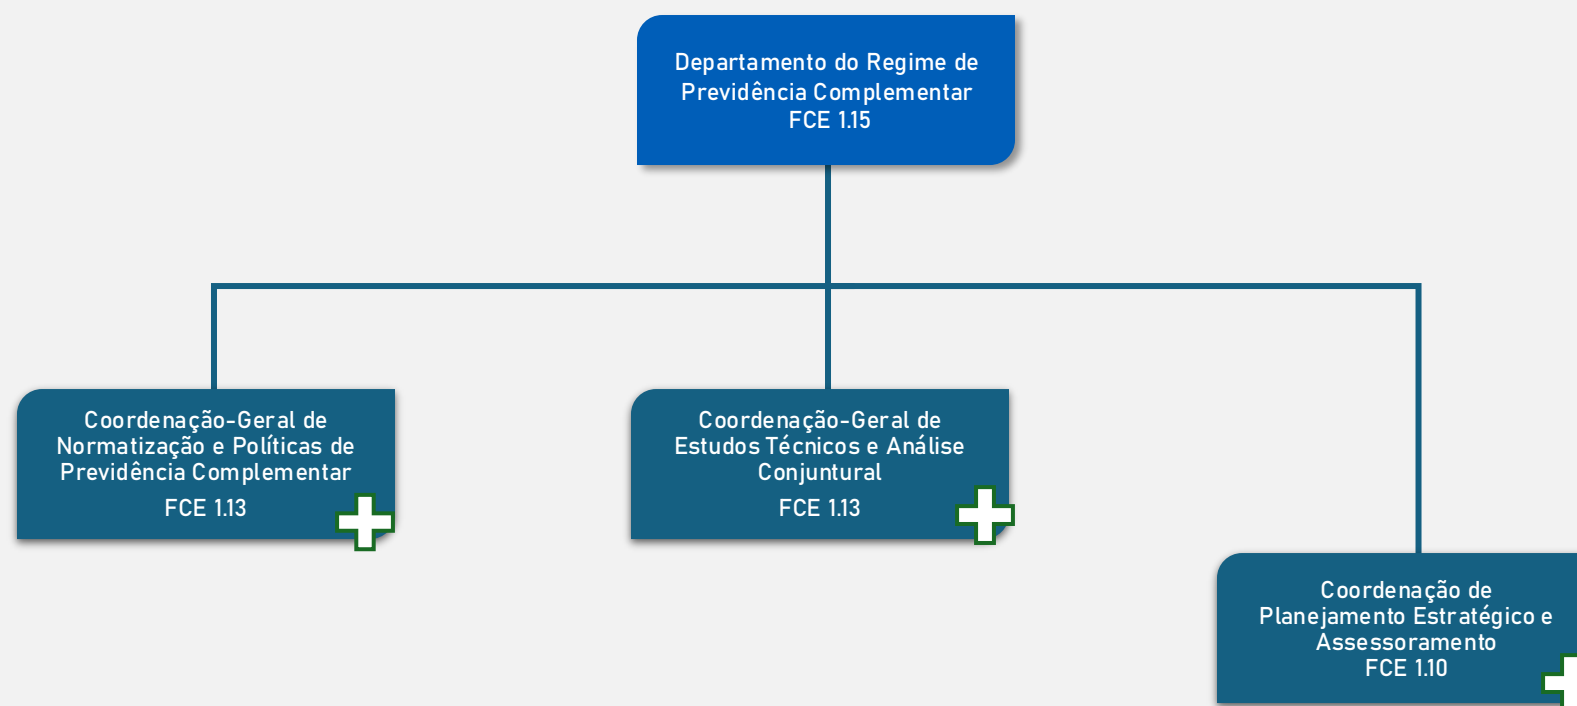 Departamento do Regime de
Previdência Complementar
FCE 1.15
Coordenação-Geral de
Normatização e Políticas de
Previdência Complementar
FCE 1.13
Coordenação-Geral de
Estudos Técnicos e Análise
Conjuntural
FCE 1.13
Coordenação de
Planejamento Estratégico e
Assessoramento
FCE 1.10